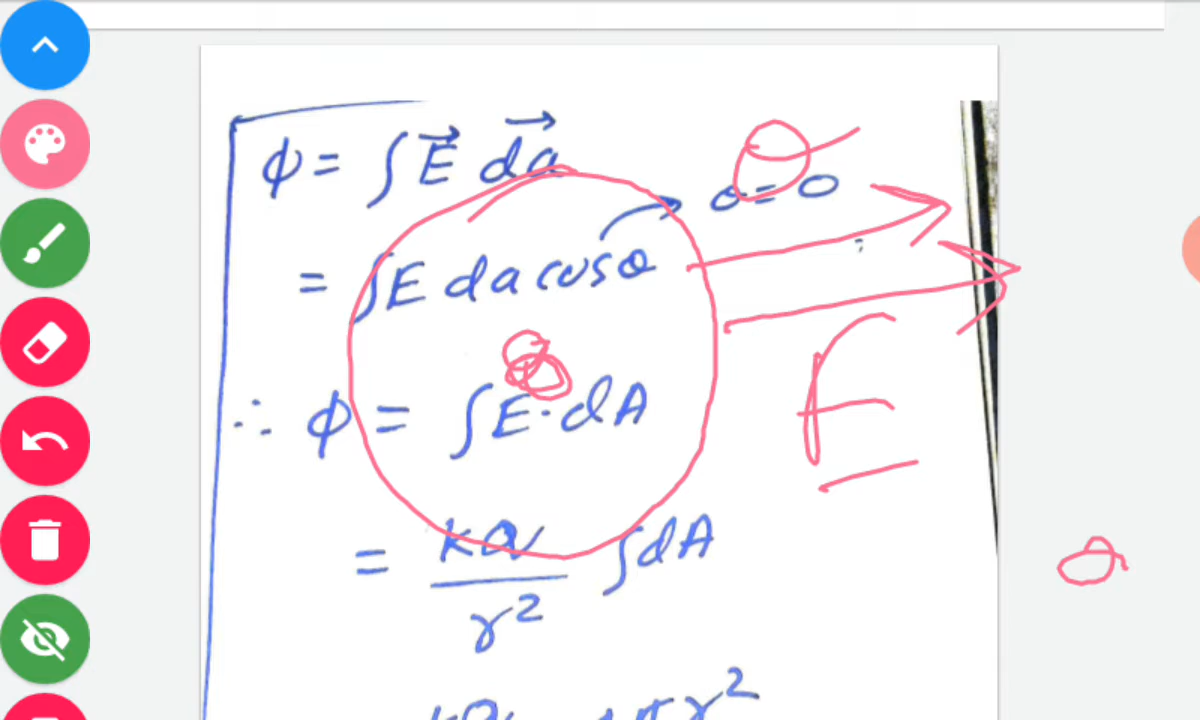 ϕ = ∫E⃗ da⃗
= ∫E da cosθ → θ = 0
∴ ϕ = ∫E·dA
= kQ/r² ∫dA
E